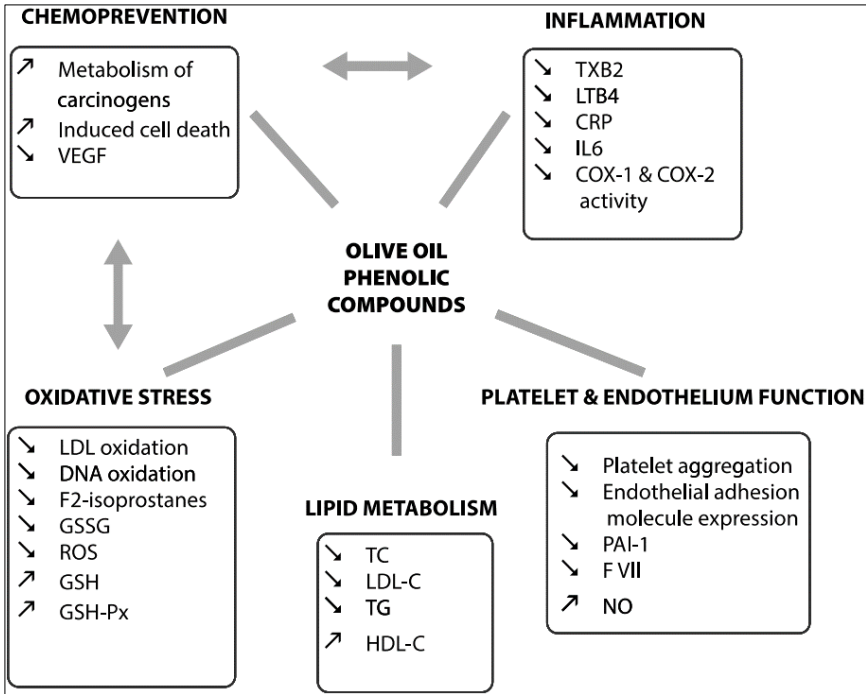 CHEMOPREVENTION
↗ Metabolism of
carcinogens
↗ Induced cell death
↘ VEGF
INFLAMMATION
↘ TXB2
↘ LTB4
↘ CRP
↘ IL6
↘ COX-1 & COX-2
activity
OLIVE OIL
PHENOLIC
COMPOUNDS
OXIDATIVE STRESS
↘ LDL oxidation
↘ DNA oxidation
↘ F2-isoprostanes
↘ GSSG
↘ ROS
↗ GSH
↗ GSH-Px
LIPID METABOLISM
↘ TC
↘ LDL-C
↘ TG
↗ HDL-C
PLATELET & ENDOTHELIUM FUNCTION
↘ Platelet aggregation
↘ Endothelial adhesion
molecule expression
↘ PAI-1
↘ F VII
↗ NO